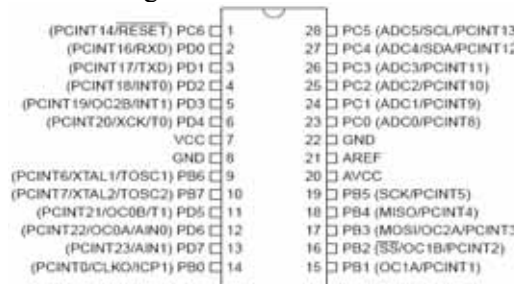 (PCINT14/RESET) PC6 1 28 PC5 (ADC5/SCL/PCINT13
(PCINT16/RXD) PD0 2 27 PC4 (ADC4/SDA/PCINT12
(PCINT17/TXD) PD1 3 26 PC3 (ADC3/PCINT11)
(PCINT18/INT0) PD2 4 25 PC2 (ADC2/PCINT10)
(PCINT19/OC2B/INT1) PD3 5 24 PC1 (ADC1/PCINT9)
(PCINT20/XCK/T0) PD4 6 23 PC0 (ADC0/PCINT8)
VCC 7 22 GND
GND 8 21 AREF
(PCINT6/XTAL1/TOSC1) PB6 9 20 AVCC
(PCINT7/XTAL2/TOSC2) PB7 10 19 PB5 (SCK/PCINT5)
(PCINT21/OC0B/T1) PD5 11 18 PB4 (MISO/PCINT4)
(PCINT22/OC0A/AIN0) PD6 12 17 PB3 (MOSI/OC2A/PCINT3
(PCINT23/AIN1) PD7 13 16 PB2 (SS/OC1B/PCINT2)
(PCINT0/CLKO/ICP1) PB0 14 15 PB1 (OC1A/PCINT1)